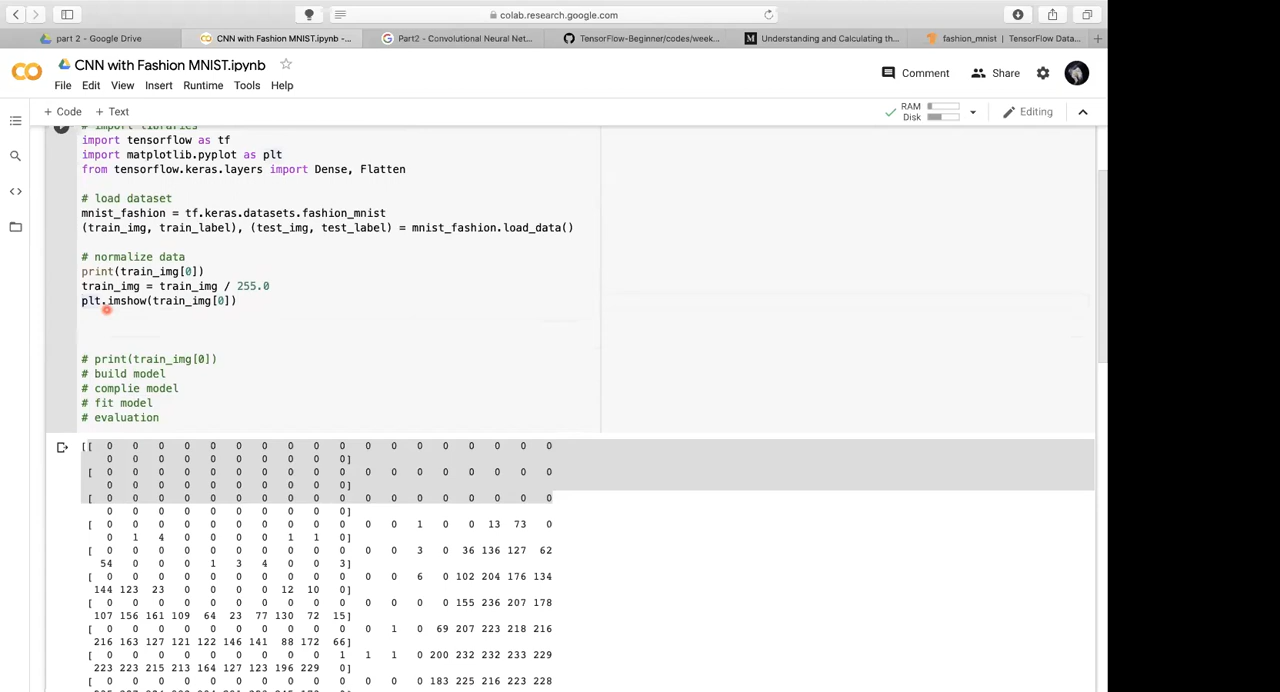 colab.research.google.com
part 2 - Google Drive
CNN with Fashion MNIST.ipynb -...
Part2 - Convolutional Neural Net...
TensorFlow-Beginner/codes/week...
Understanding and Calculating th...
fashion_mnist | TensorFlow Data...
CNN with Fashion MNIST.ipynb
Comment
Share
File Edit View Insert Runtime Tools Help
+ Code + Text
RAM
Disk
Editing
# import libraries
import tensorflow as tf
import matplotlib.pyplot as plt
from tensorflow.keras.layers import Dense, Flatten
# load dataset
mnist_fashion = tf.keras.datasets.fashion_mnist
(train_img, train_label), (test_img, test_label) = mnist_fashion.load_data()
# normalize data
print(train_img[0])
train_img = train_img / 255.0
plt.imshow(train_img[0])
# print(train_img[0])
# build model
# complie model
# fit model
# evaluation
[[ 0 0 0 0 0 0 0 0 0 0 0 0 0 0 0 0 0 0
0 0 0 0 0 0 0 0 0 0]
[ 0 0 0 0 0 0 0 0 0 0 0 0 0 0 0 0 0 0
0 0 0 0 0 0 0 0 0 0]
[ 0 0 0 0 0 0 0 0 0 0 0 0 0 0 0 0 0 0
0 0 0 0 0 0 0 0 0 0]
[ 0 0 0 0 0 0 0 0 0 0 0 0 1 0 0 13 73 0
0 1 4 0 0 0 0 1 1 0]
[ 0 0 0 0 0 0 0 0 0 0 0 0 3 0 36 136 127 62
54 0 0 0 1 3 4 0 0 3]
[ 0 0 0 0 0 0 0 0 0 0 0 0 6 0 102 204 176 134
144 123 23 0 0 0 0 12 10 0]
[ 0 0 0 0 0 0 0 0 0 0 0 0 0 0 155 236 207 178
107 156 161 109 64 23 77 130 72 15]
[ 0 0 0 0 0 0 0 0 0 0 0 1 0 69 207 223 218 216
216 163 127 121 122 146 141 88 172 66]
[ 0 0 0 0 0 0 0 0 0 1 1 1 0 200 232 232 233 229
223 223 215 213 164 127 123 196 229 0]
[ 0 0 0 0 0 0 0 0 0 0 0 0 0 183 225 216 223 228